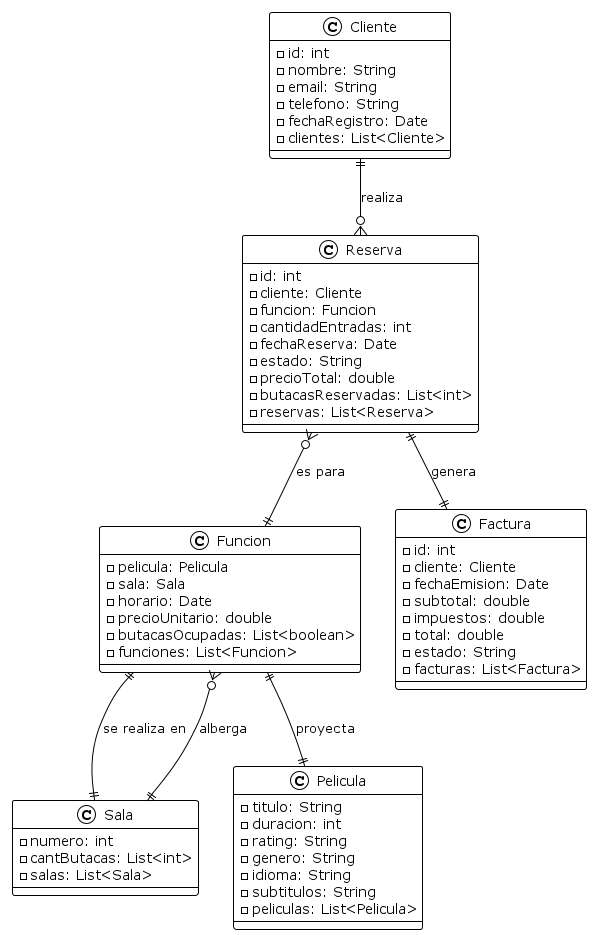 C Cliente
id: int
nombre: String
email: String
telefono: String
fechaRegistro: Date
clientes: List<Cliente>
realiza
C Reserva
id: int
cliente: Cliente
funcion: Funcion
cantidadEntradas: int
fechaReserva: Date
estado: String
precioTotal: double
butacasReservadas: List<int>
reservas: List<Reserva>
es para
genera
C Funcion
pelicula: Pelicula
sala: Sala
horario: Date
precioUnitario: double
butacasOcupadas: List<boolean>
funciones: List<Funcion>
C Factura
id: int
cliente: Cliente
fechaEmision: Date
subtotal: double
impuestos: double
total: double
estado: String
facturas: List<Factura>
se realiza en
alberga
proyecta
C Sala
numero: int
cantButacas: List<int>
salas: List<Sala>
C Pelicula
titulo: String
duracion: int
rating: String
genero: String
idioma: String
subtitulos: String
peliculas: List<Pelicula>